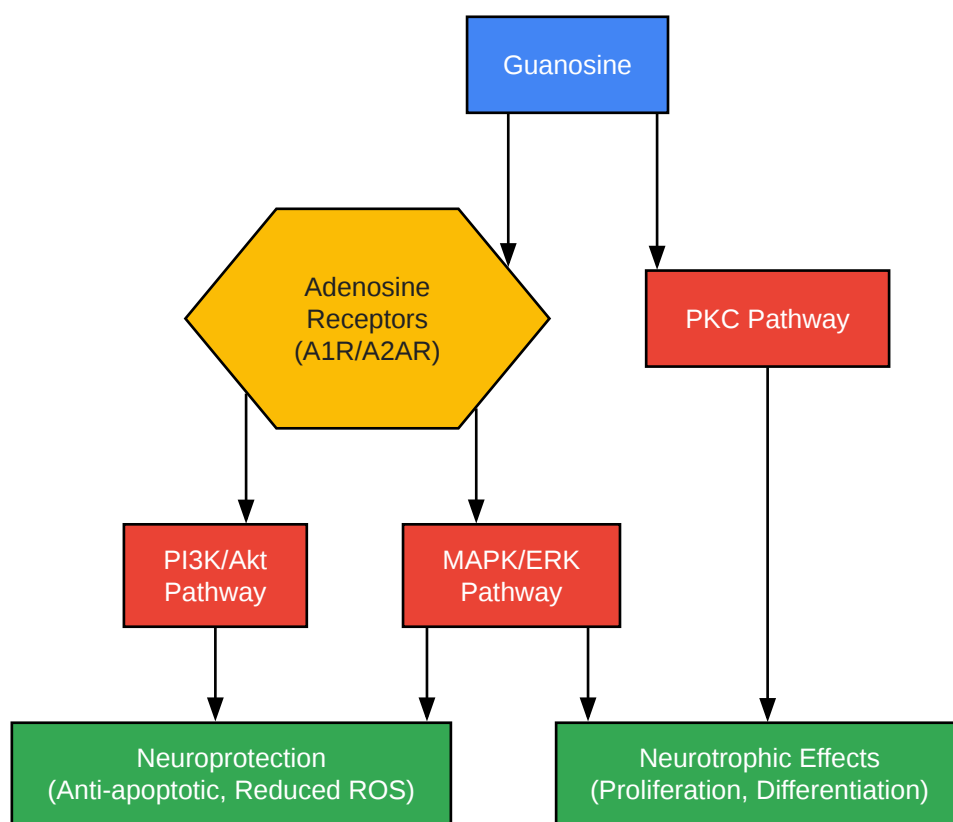 Guanosine
Adenosine
Receptors
(A1R/A2AR)
PKC Pathway
PI3K/Akt
Pathway
MAPK/ERK
Pathway
Neuroprotection
(Anti-apoptotic, Reduced ROS)
Neurotrophic Effects
(Proliferation, Differentiation)